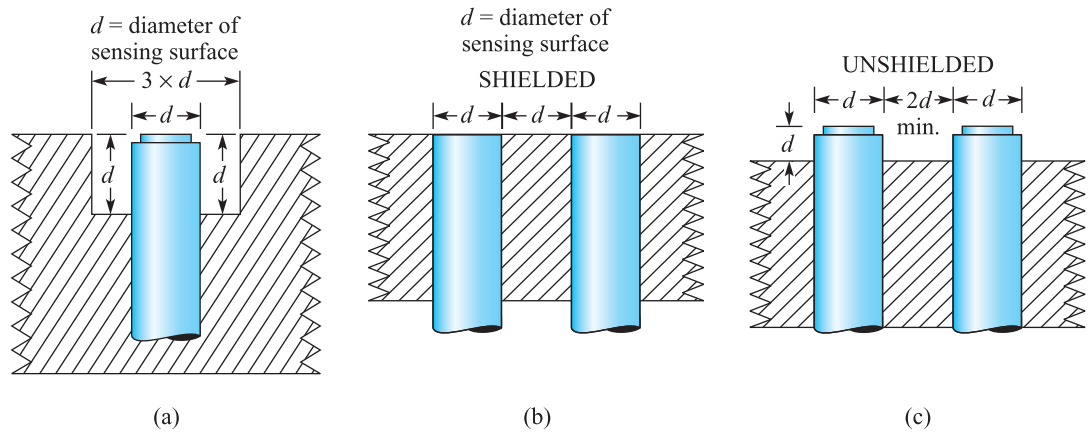 d = diameter of
sensing surface
3 × d
d
d
d
(a)
d = diameter of
sensing surface
SHIELDED
d
d
d
(b)
UNSHIELDED
d
2d
d
min.
d
(c)